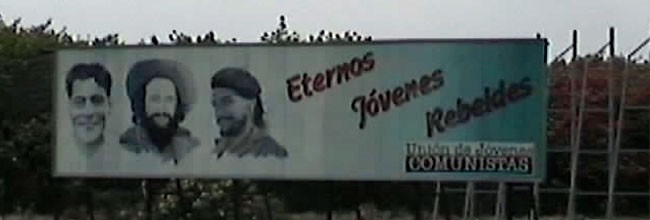 Eternos
Jóvenes
Rebeldes
Unión de Jóvenes
COMUNISTAS